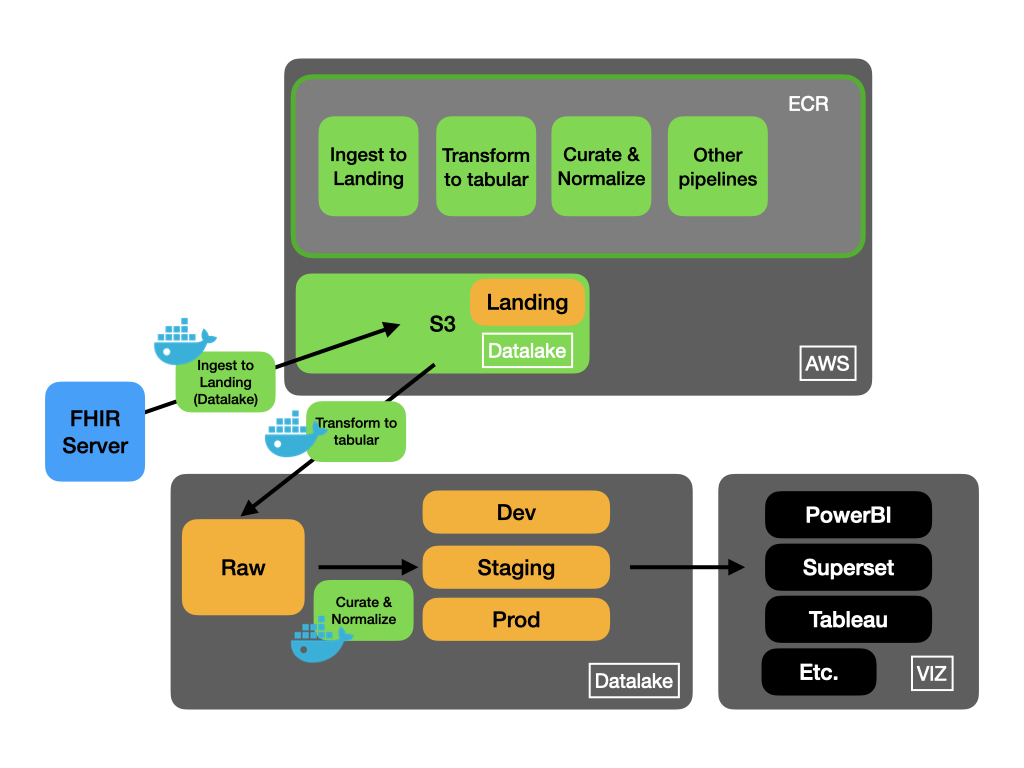 ECR
Ingest to
Landing
Transform
to tabular
Curate &
Normalize
Other
pipelines
Landing
S3
Datalake
AWS
Ingest to
Landing
(Datalake)
FHIR
Server
Transform to
tabular
Raw
Dev
Staging
Prod
Curate &
Normalize
Datalake
PowerBI
Superset
Tableau
Etc.
VIZ